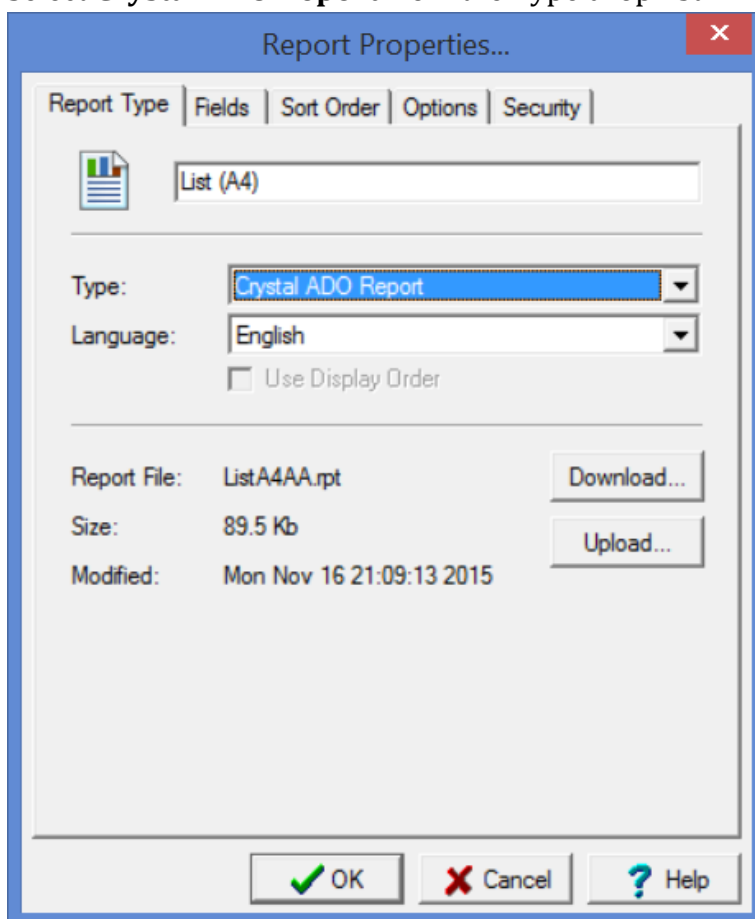 Report Properties...
Report Type Fields Sort Order Options Security
List (A4)
Type: Crystal ADO Report
Language: English
Use Display Order
Report File: ListA4AA.rpt Download...
Size: 89.5 Kb Upload...
Modified: Mon Nov 16 21:09:13 2015
OK Cancel Help